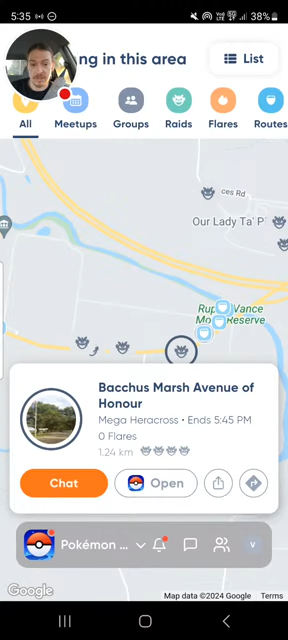 5:35
38%
ng in this area
List
All
Meetups
Groups
Raids
Flares
Routes
ces Rd
Our Lady Ta' P'
Rup Vance
Mo Reserve
Bacchus Marsh Avenue of
Honour
Mega Heracross • Ends 5:45 PM
0 Flares
1.24 km
Chat
Open
Pokémon ...
V
Google
Map data ©2024 Google
Terms